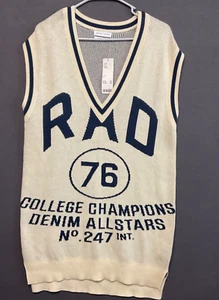 RAD
76
COLLEGE CHAMPIONS
DENIM ALLSTARS
No. 247 INT.